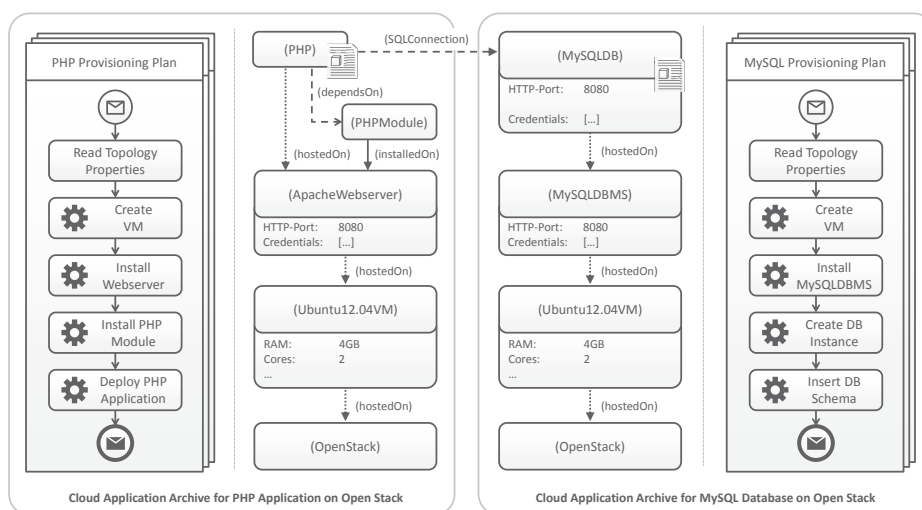 PHP Provisioning Plan
Read Topology
Properties
Create
VM
Install
Webserver
Install PHP
Module
Deploy PHP
Application
(PHP)
(SQLConnection)
(dependsOn)
(PHPModule)
(hostedOn)
(installedOn)
(ApacheWebserver)
HTTP-Port: 8080
Credentials: [...]
(hostedOn)
(Ubuntu12.04VM)
RAM: 4GB
Cores: 2
...
(hostedOn)
(OpenStack)
Cloud Application Archive for PHP Application on Open Stack
(MySQLDB)
HTTP-Port: 8080
Credentials: [...]
(hostedOn)
(MySQLDBMS)
HTTP-Port: 8080
Credentials: [...]
(hostedOn)
(Ubuntu12.04VM)
RAM: 4GB
Cores: 2
...
(hostedOn)
(OpenStack)
MySQL Provisioning Plan
Read Topology
Properties
Create
VM
Install
MySQLDBMS
Create DB
Instance
Insert DB
Schema
Cloud Application Archive for MySQL Database on Open Stack